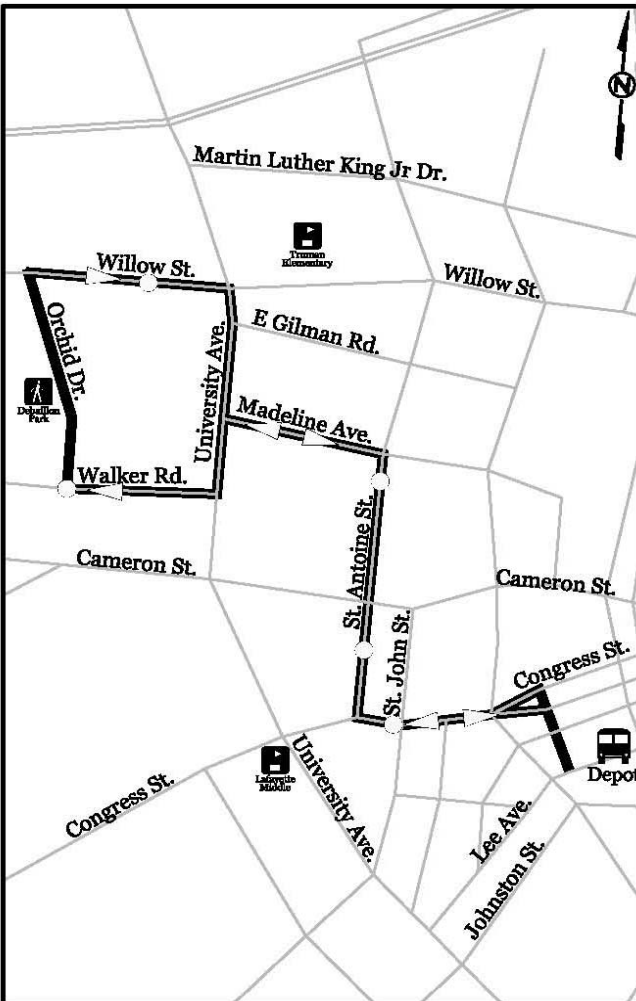 N
Martin Luther King Jr Dr.
Truman
Elementary
Willow St.
Willow St.
Orchid Dr.
University Ave.
E Gilman Rd.
Debaillon
Park
Madeline Ave.
Walker Rd.
St. Antoine St.
Cameron St.
Cameron St.
St. John St.
Congress St.
Depot
Lafayette
Middle
University Ave.
Congress St.
Lee Ave.
Johnston St.